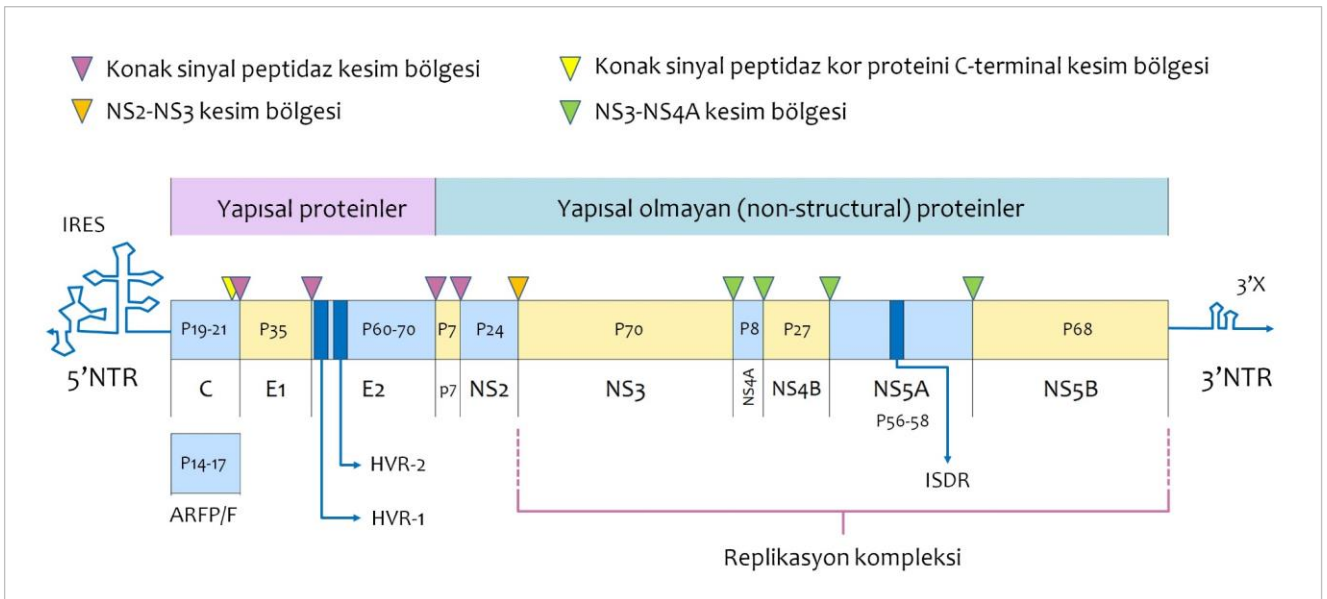 Konak sinyal peptidaz kesim bölgesi
Konak sinyal peptidaz kor proteini C-terminal kesim bölgesi
NS2-NS3 kesim bölgesi
NS3-NS4A kesim bölgesi
Yapısal proteinler
Yapısal olmayan (non-structural) proteinler
IRES
3'X
P19-21
P35
P60-70
P7
P24
P70
P8
P27
P68
5'NTR
3'NTR
C
E1
E2
p7
NS2
NS3
NS4A
NS4B
NS5A
NS5B
P56-58
P14-17
HVR-2
ISDR
ARFP/F
HVR-1
Replikasyon kompleksi